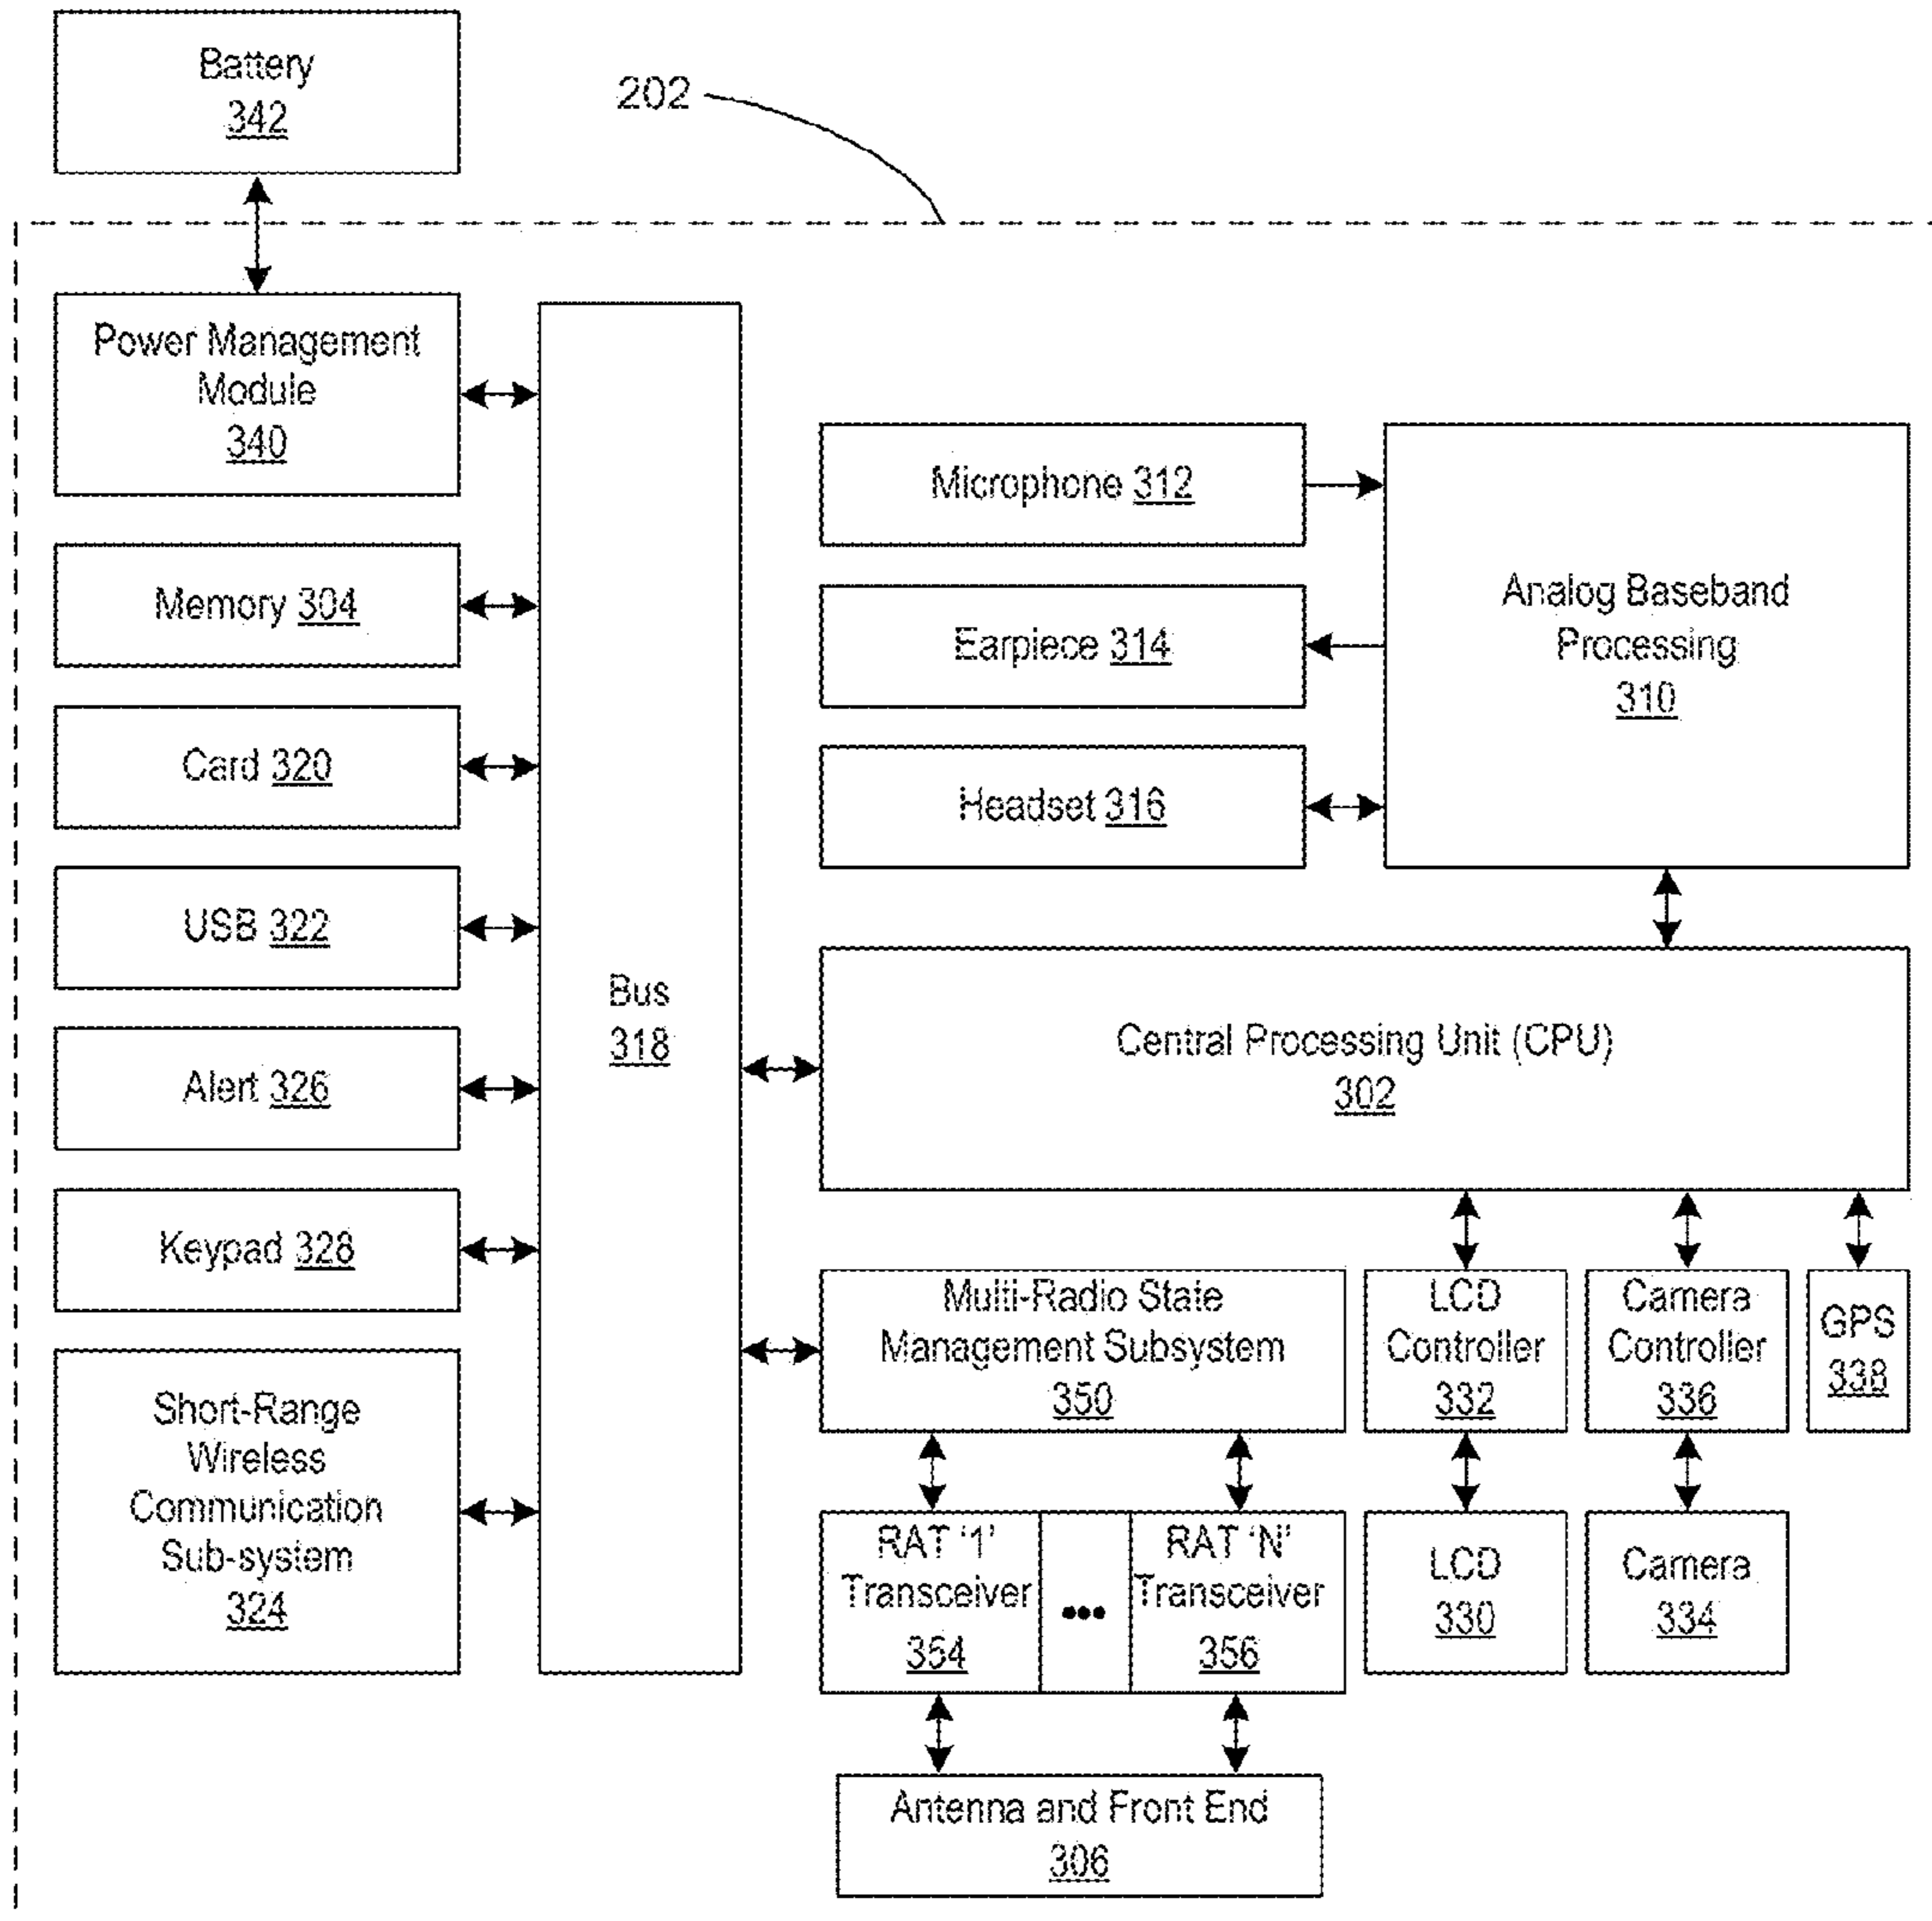 Battery
342
202
Power Management
Module
340
Memory 304
Card 320
USB 322
Alert 326
Keypad 328
Short-Range
Wireless
Communication
Sub-system
324
Bus
318
Microphone 312
Earpiece 314
Headset 316
Analog Baseband
Processing
310
Central Processing Unit (CPU)
302
Multi-Radio State
Management Subsystem
350
LCD
Controller
332
Camera
Controller
336
GPS
338
RAT '1'
Transceiver
354
•••
RAT 'N'
Transceiver
356
LCD
330
Camera
334
Antenna and Front End
306